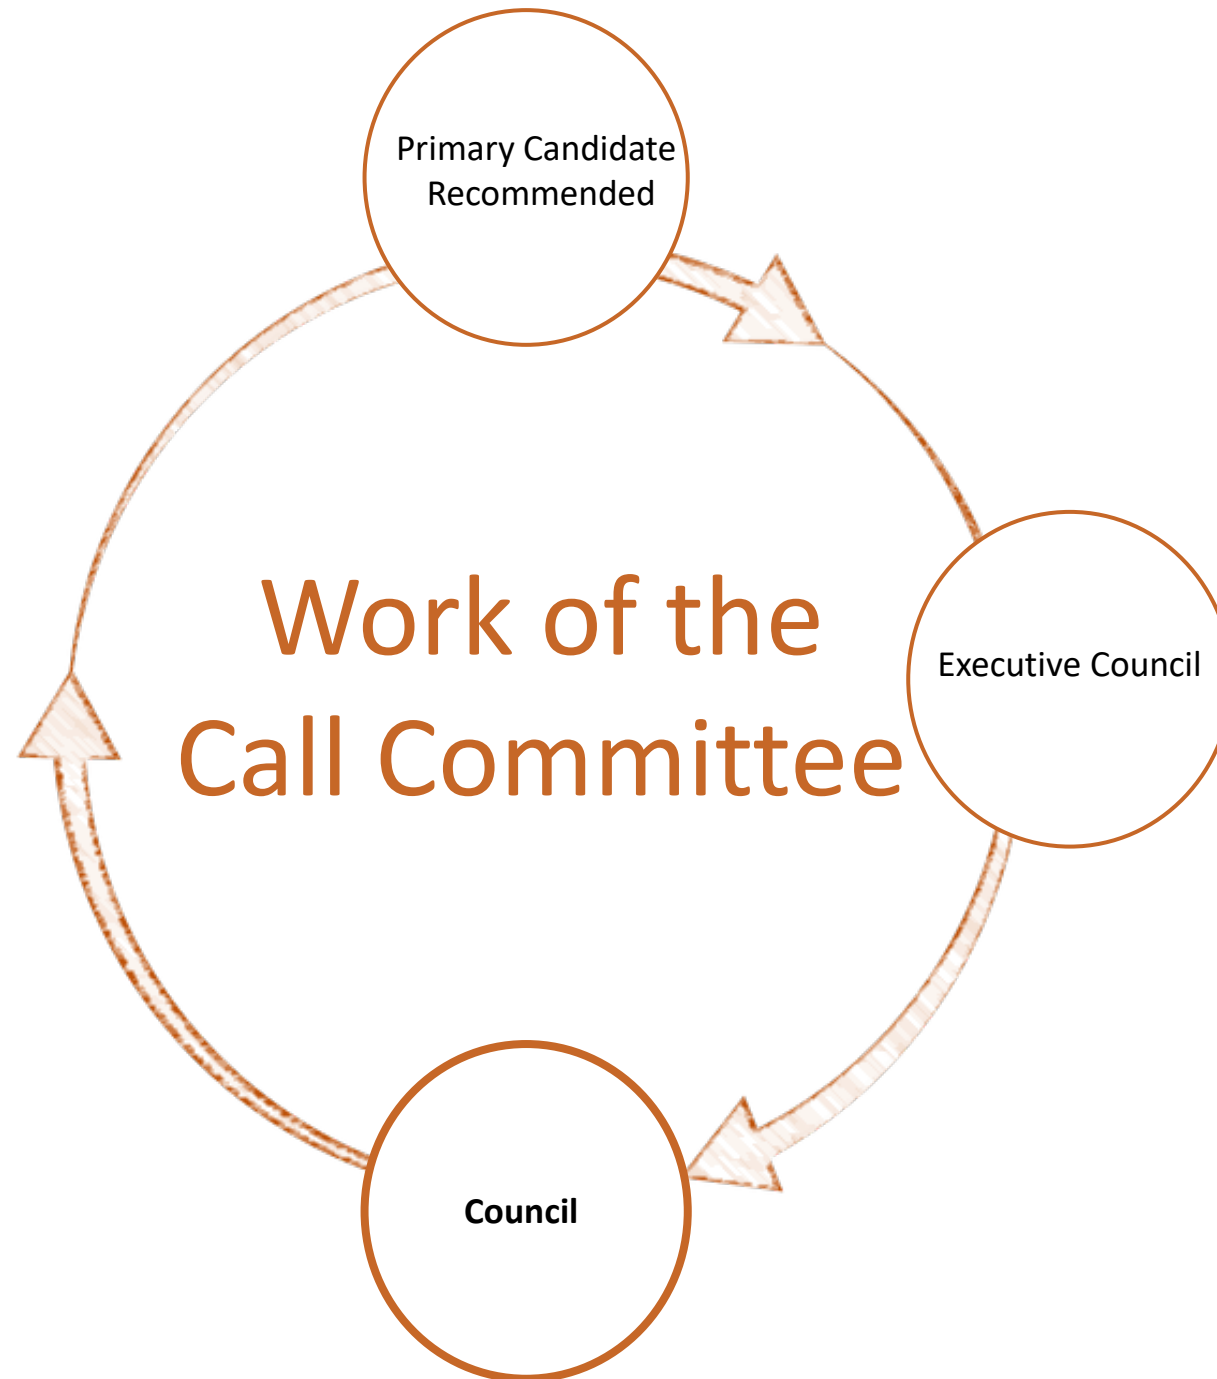 Primary Candidate
Recommended
Work of the
Call Committee
Executive Council
Council